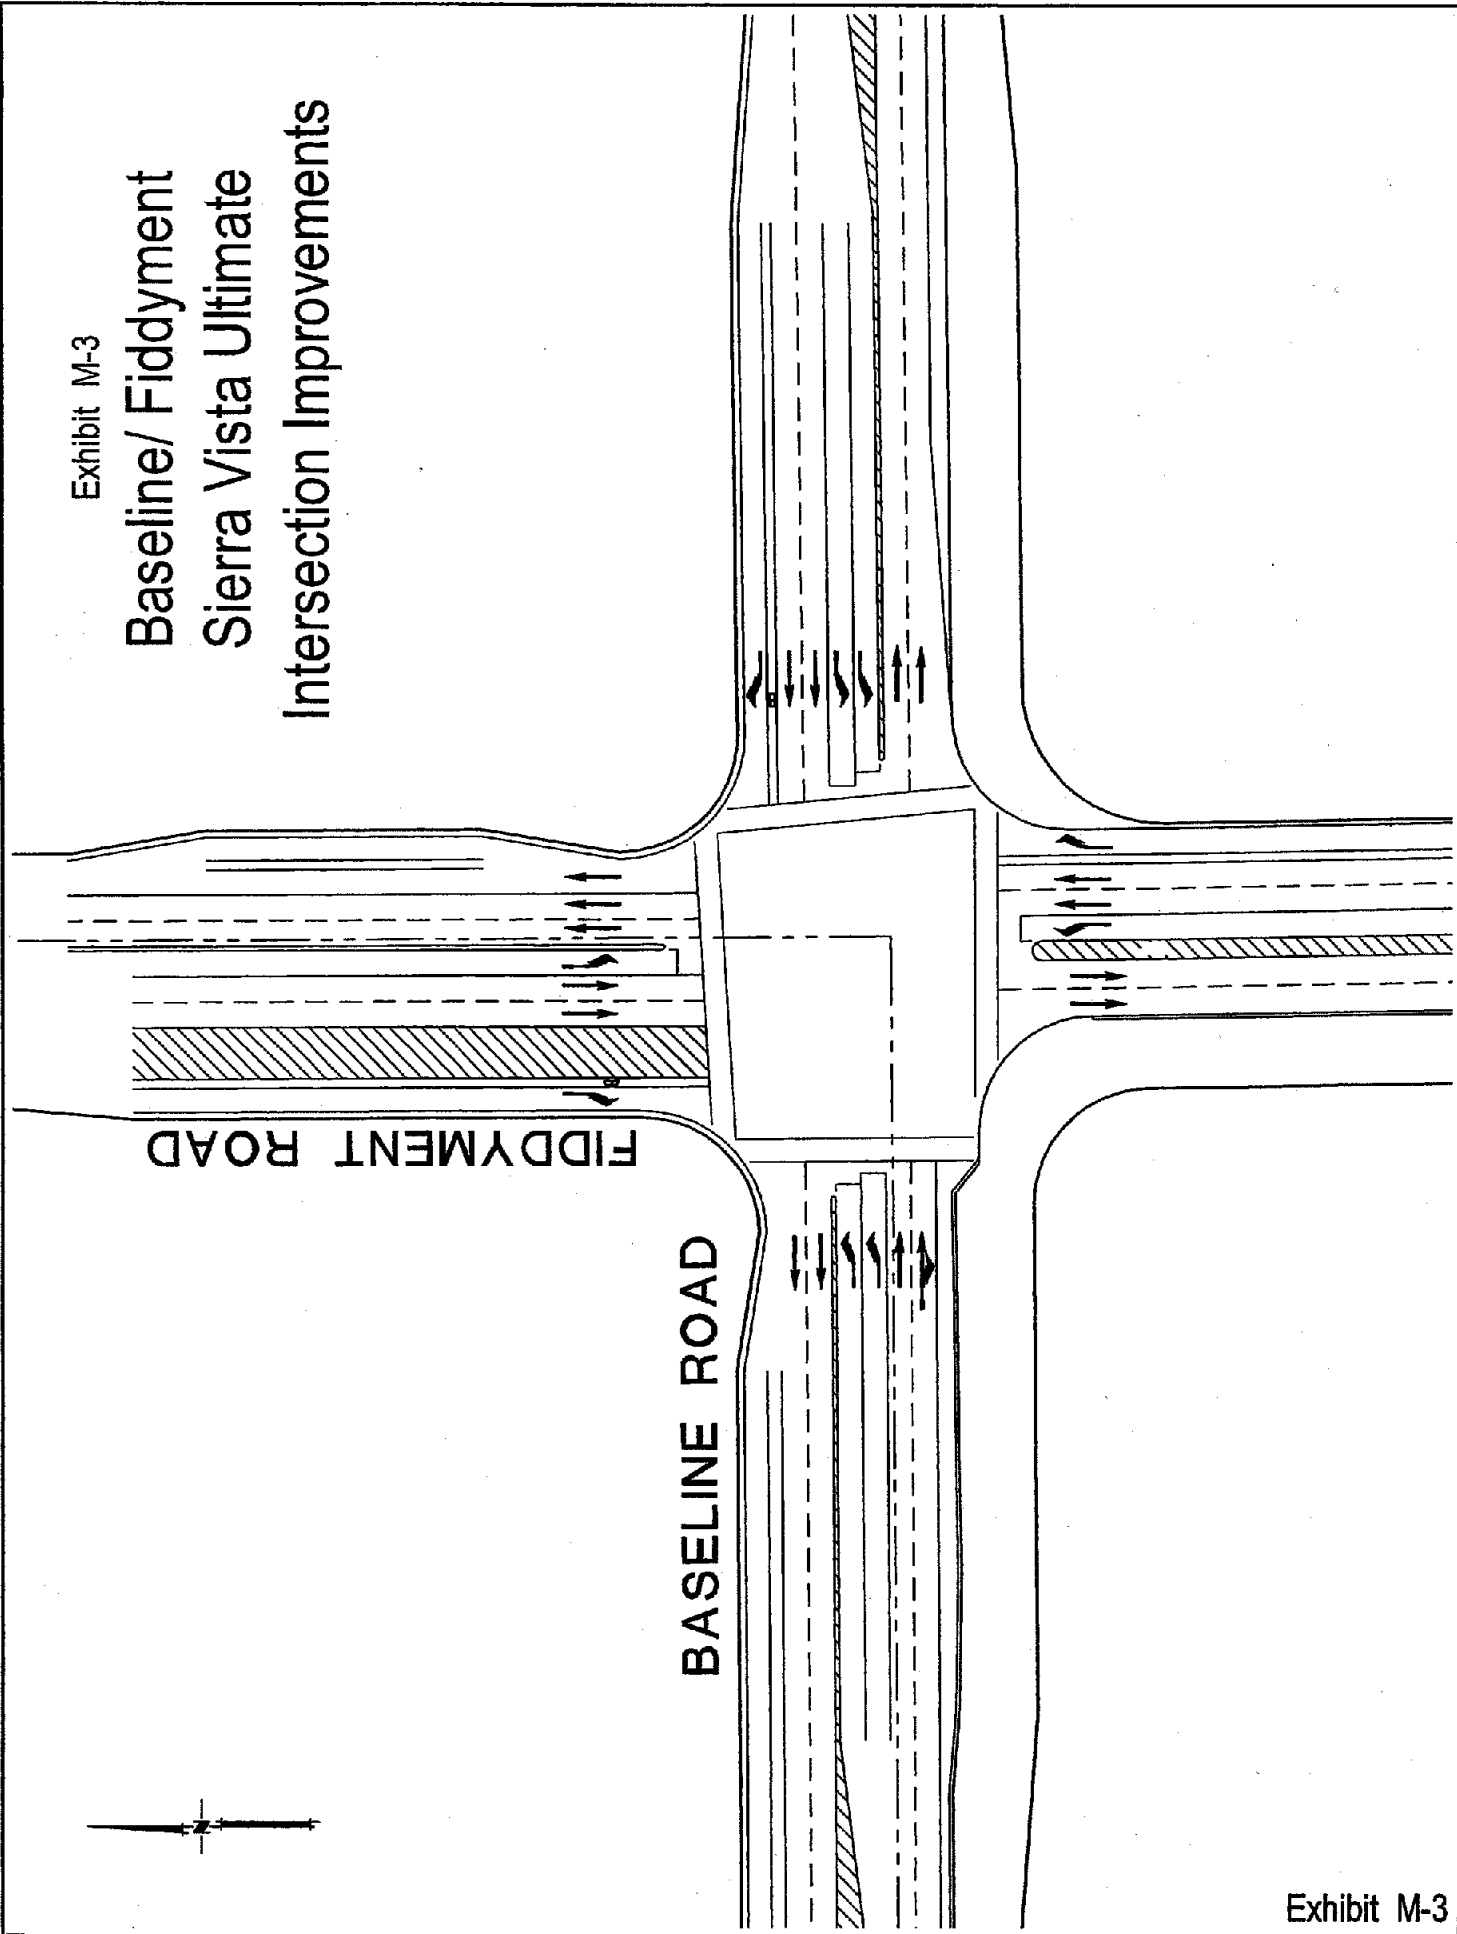 Exhibit M-3
Baseline/ Fiddyment
Sierra Vista Ultimate
Intersection Improvements
FIDDYMENT ROAD
BASELINE ROAD
Exhibit M-3